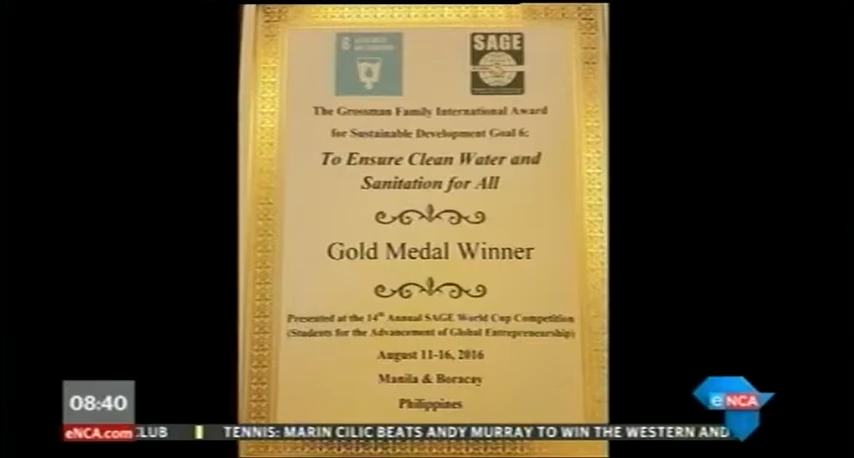 6
SAGE
The Grossman Family International Award
for Sustainable Development Goal 6:
To Ensure Clean Water and
Sanitation for All
Gold Medal Winner
Presented at the 14th Annual SAGE World Cup Competition
(Students for the Advancement of Global Entrepreneurship)
August 11-16, 2016
Manila & Boracay
Philippines
08:40
eNCA
eNCA.com CLUB TENNIS: MARIN CILIC BEATS ANDY MURRAY TO WIN THE WESTERN AND